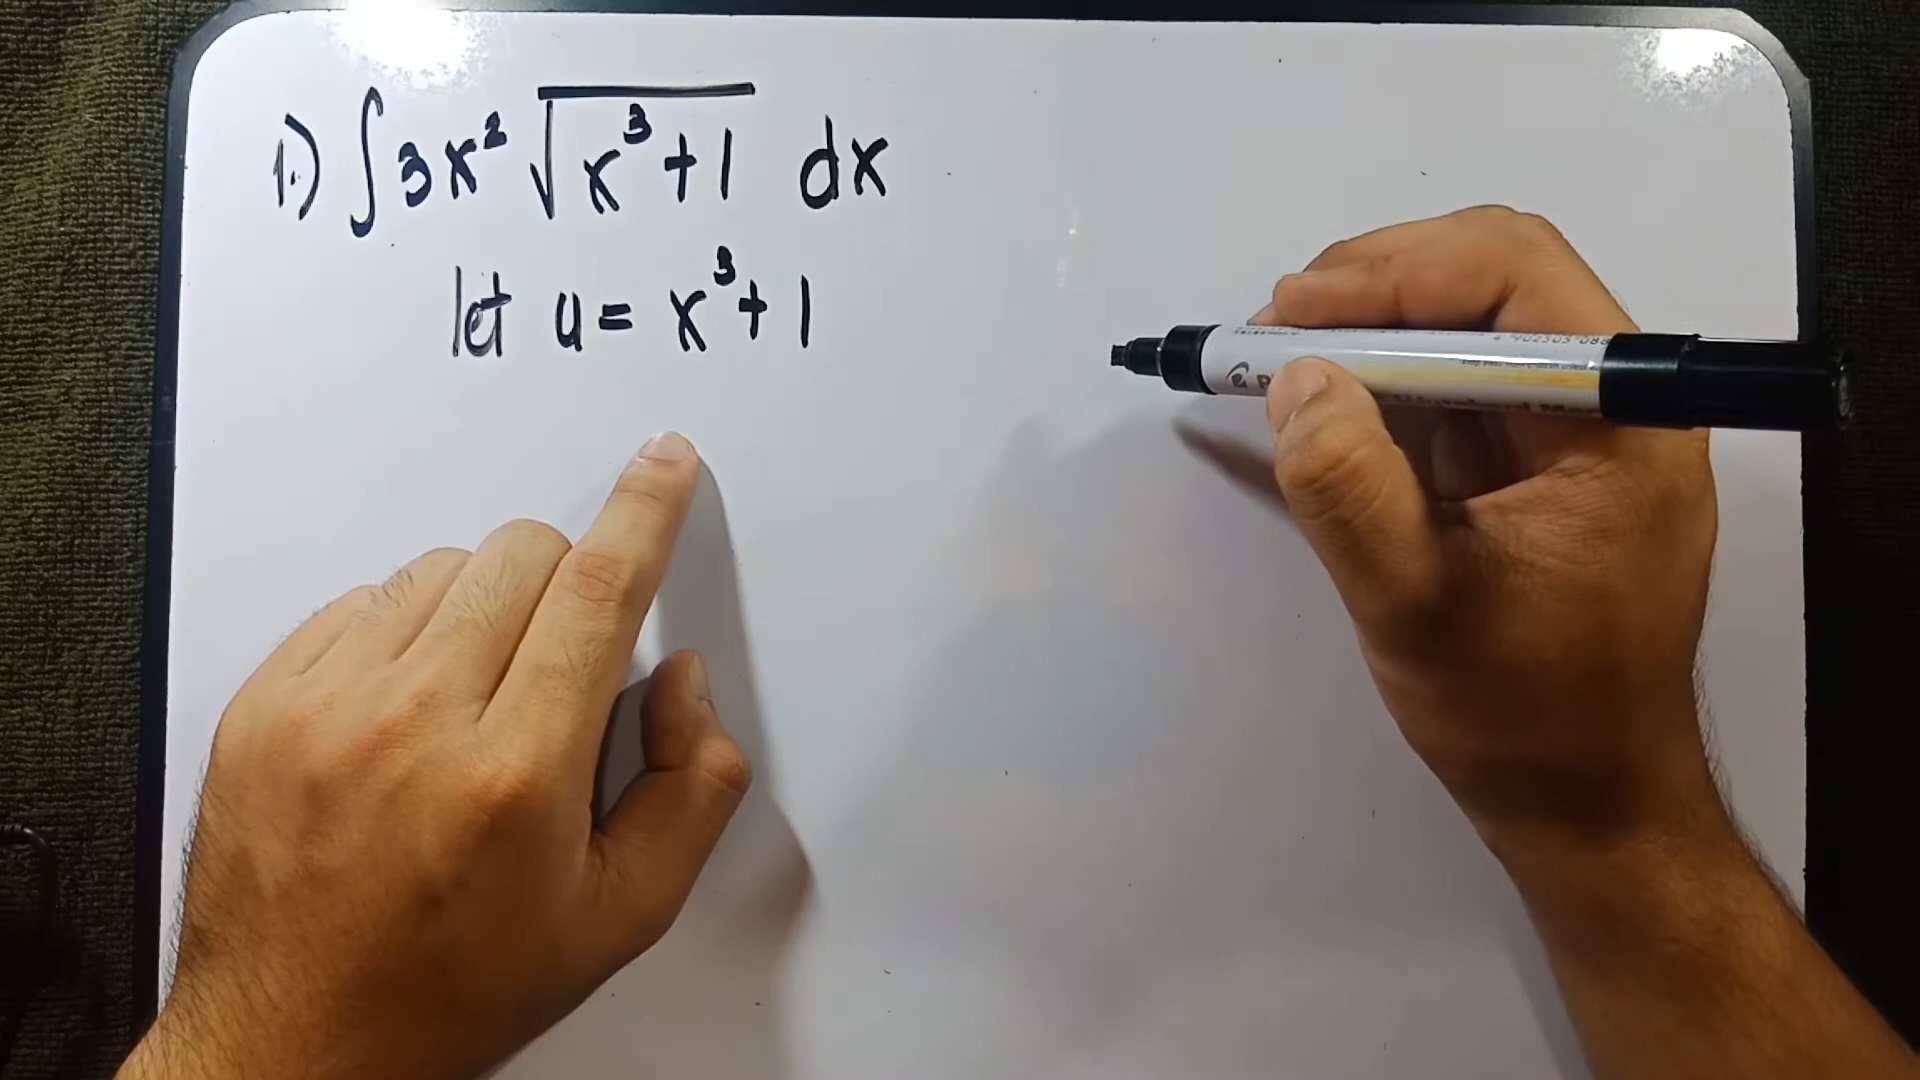 1.) ∫3x² √x³+1 dx
let u = x³+1